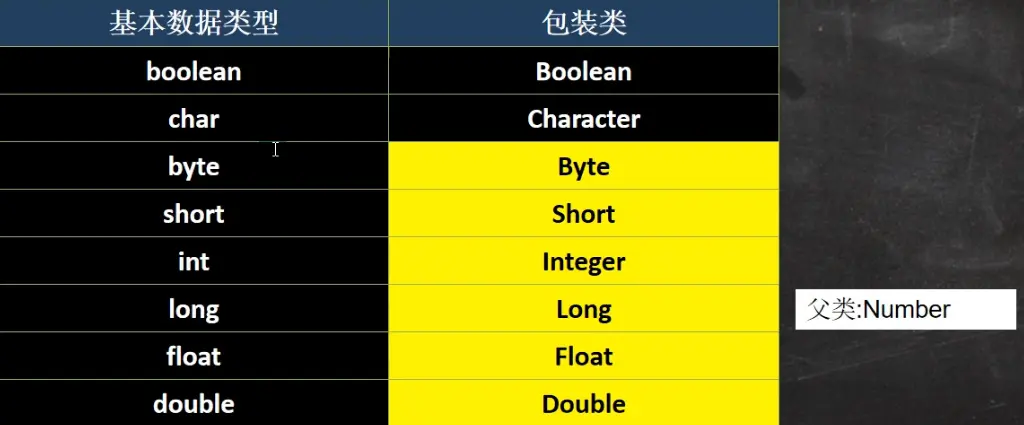 基本数据类型 包装类
boolean Boolean
char Character
byte Byte
short Short
int Integer
long Long
父类:Number
float Float
double Double